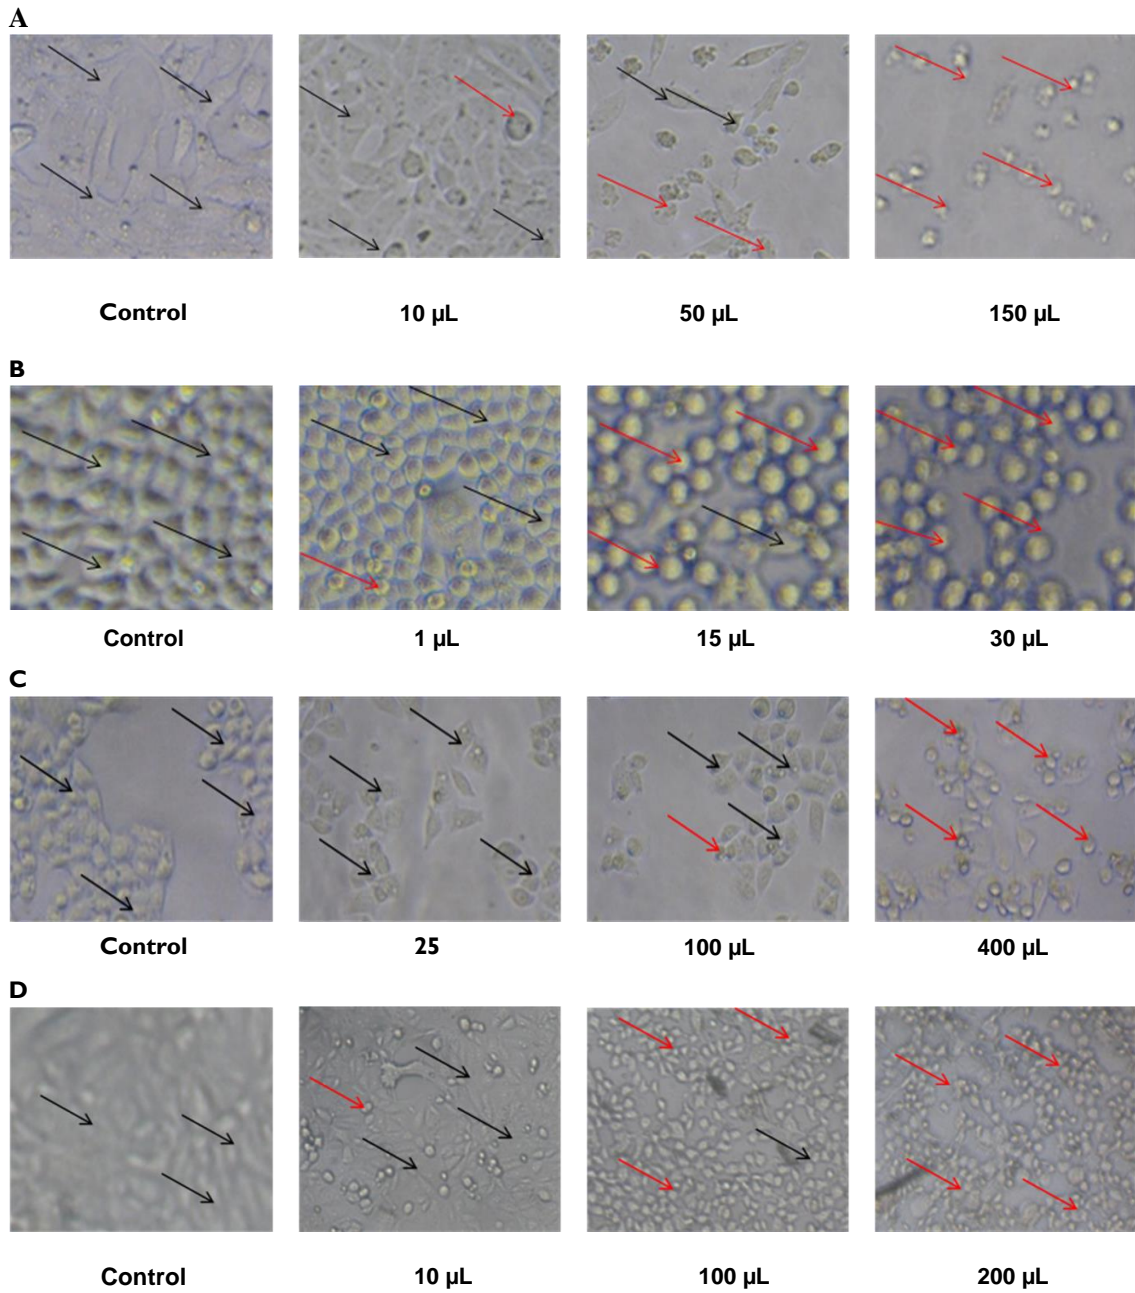 A
Control 10 µL 50 µL 150 µL
B
Control 1 µL 15 µL 30 µL
C
Control 25 100 µL 400 µL
D
Control 10 µL 100 µL 200 µL